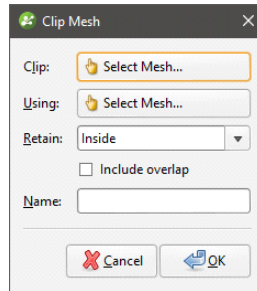 Clip Mesh
Clip: Select Mesh...
Using: Select Mesh...
Retain: Inside
Include overlap
Name:
Cancel OK